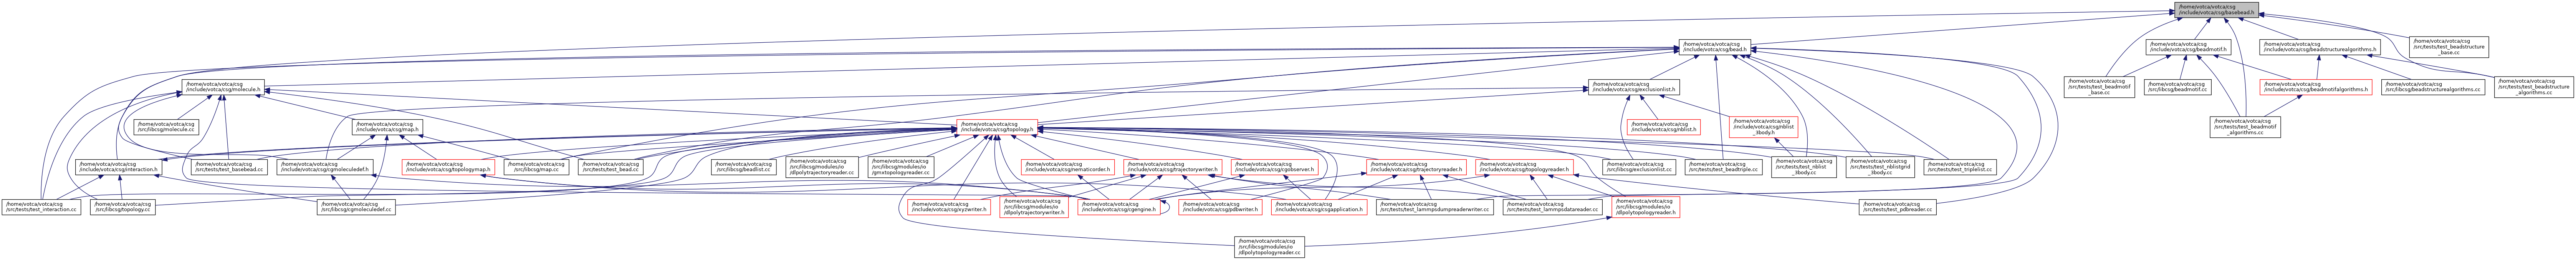 /home/votca/votca/csg
/include/votca/csg/basebead.h
/home/votca/votca/csg
/include/votca/csg/bead.h
/home/votca/votca/csg
/include/votca/csg/beadmotif.h
/home/votca/votca/csg
/include/votca/csg/beadstructurealgorithms.h
/home/votca/votca/csg
/src/tests/test_beadstructure
_base.cc
/home/votca/votca/csg
/include/votca/csg/molecule.h
/home/votca/votca/csg
/include/votca/csg/exclusionlist.h
/home/votca/votca/csg
/src/tests/test_beadmotif
_base.cc
/home/votca/votca/csg
/src/libcsg/beadmotif.cc
/home/votca/votca/csg
/include/votca/csg/beadmotifalgorithms.h
/home/votca/votca/csg
/src/libcsg/beadstructurealgorithms.cc
/home/votca/votca/csg
/src/tests/test_beadstructure
_algorithms.cc
/home/votca/votca/csg
/src/libcsg/molecule.cc
/home/votca/votca/csg
/include/votca/csg/map.h
/home/votca/votca/csg
/include/votca/csg/topology.h
/home/votca/votca/csg
/include/votca/csg/nblist.h
/home/votca/votca/csg
/include/votca/csg/nblist
_3body.h
/home/votca/votca/csg
/src/tests/test_beadmotif
_algorithms.cc
/home/votca/votca/csg
/include/votca/csg/interaction.h
/home/votca/votca/csg
/src/tests/test_basebead.cc
/home/votca/votca/csg
/include/votca/csg/cgmoleculedef.h
/home/votca/votca/csg
/include/votca/csg/topologymap.h
/home/votca/votca/csg
/src/libcsg/map.cc
/home/votca/votca/csg
/src/tests/test_bead.cc
/home/votca/votca/csg
/src/libcsg/beadlist.cc
/home/votca/votca/csg
/src/libcsg/modules/io
/dlpolytrajectoryreader.cc
/home/votca/votca/csg
/src/libcsg/modules/io
/gmxtopologyreader.cc
/home/votca/votca/csg
/include/votca/csg/nematicorder.h
/home/votca/votca/csg
/include/votca/csg/trajectorywriter.h
/home/votca/votca/csg
/include/votca/csg/cgobserver.h
/home/votca/votca/csg
/include/votca/csg/trajectoryreader.h
/home/votca/votca/csg
/include/votca/csg/topologyreader.h
/home/votca/votca/csg
/src/libcsg/exclusionlist.cc
/home/votca/votca/csg
/src/tests/test_beadtriple.cc
/home/votca/votca/csg
/src/tests/test_nblist
_3body.cc
/home/votca/votca/csg
/src/tests/test_nblistgrid
_3body.cc
/home/votca/votca/csg
/src/tests/test_triplelist.cc
/home/votca/votca/csg
/src/tests/test_interaction.cc
/home/votca/votca/csg
/src/libcsg/topology.cc
/home/votca/votca/csg
/src/libcsg/cgmoleculedef.cc
/home/votca/votca/csg
/include/votca/csg/xyzwriter.h
/home/votca/votca/csg
/src/libcsg/modules/io
/dlpolytrajectorywriter.h
/home/votca/votca/csg
/include/votca/csg/cgengine.h
/home/votca/votca/csg
/include/votca/csg/pdbwriter.h
/home/votca/votca/csg
/include/votca/csg/csgapplication.h
/home/votca/votca/csg
/src/tests/test_lammpsdumpreaderwriter.cc
/home/votca/votca/csg
/src/tests/test_lammpsdatareader.cc
/home/votca/votca/csg
/src/libcsg/modules/io
/dlpolytopologyreader.h
/home/votca/votca/csg
/src/tests/test_pdbreader.cc
/home/votca/votca/csg
/src/libcsg/modules/io
/dlpolytopologyreader.cc